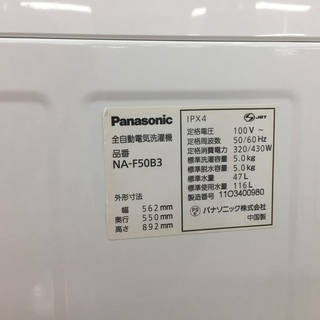 Panasonic
全自動電気洗濯機
品番
NA-F50B3
外形寸法
幅 562mm
奥行 550mm
高さ 892mm
IPX4
JET
定格電圧 100V～
定格周波数 50/60Hz
定格消費電力 320/430W
標準洗濯容量 5.0kg
標準脱水容量 5.0kg
標準水量 47L
標準使用水量 116L
製造番号 11O3400980
パナソニック株式会社
中国製